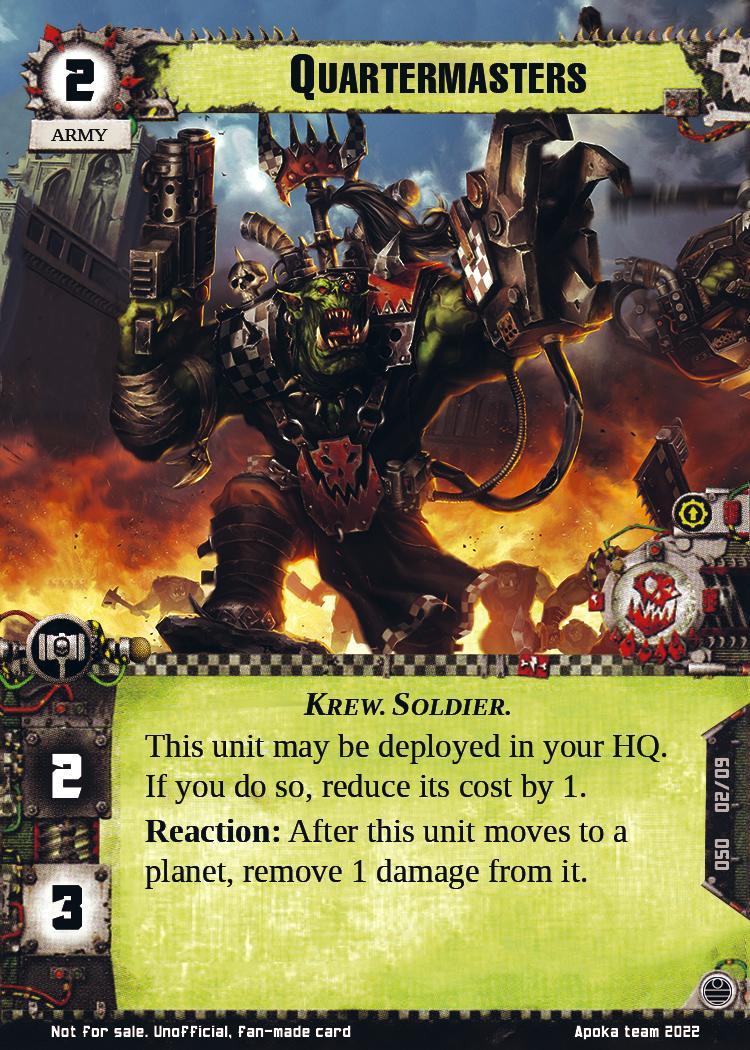 2
QUARTERMASTERS
ARMY
KREW. SOLDIER.
This unit may be deployed in your HQ.
If you do so, reduce its cost by 1.
Reaction: After this unit moves to a
planet, remove 1 damage from it.
2
3
050 02/09
Not for sale. Unofficial, fan-made card
Apoka team 2022